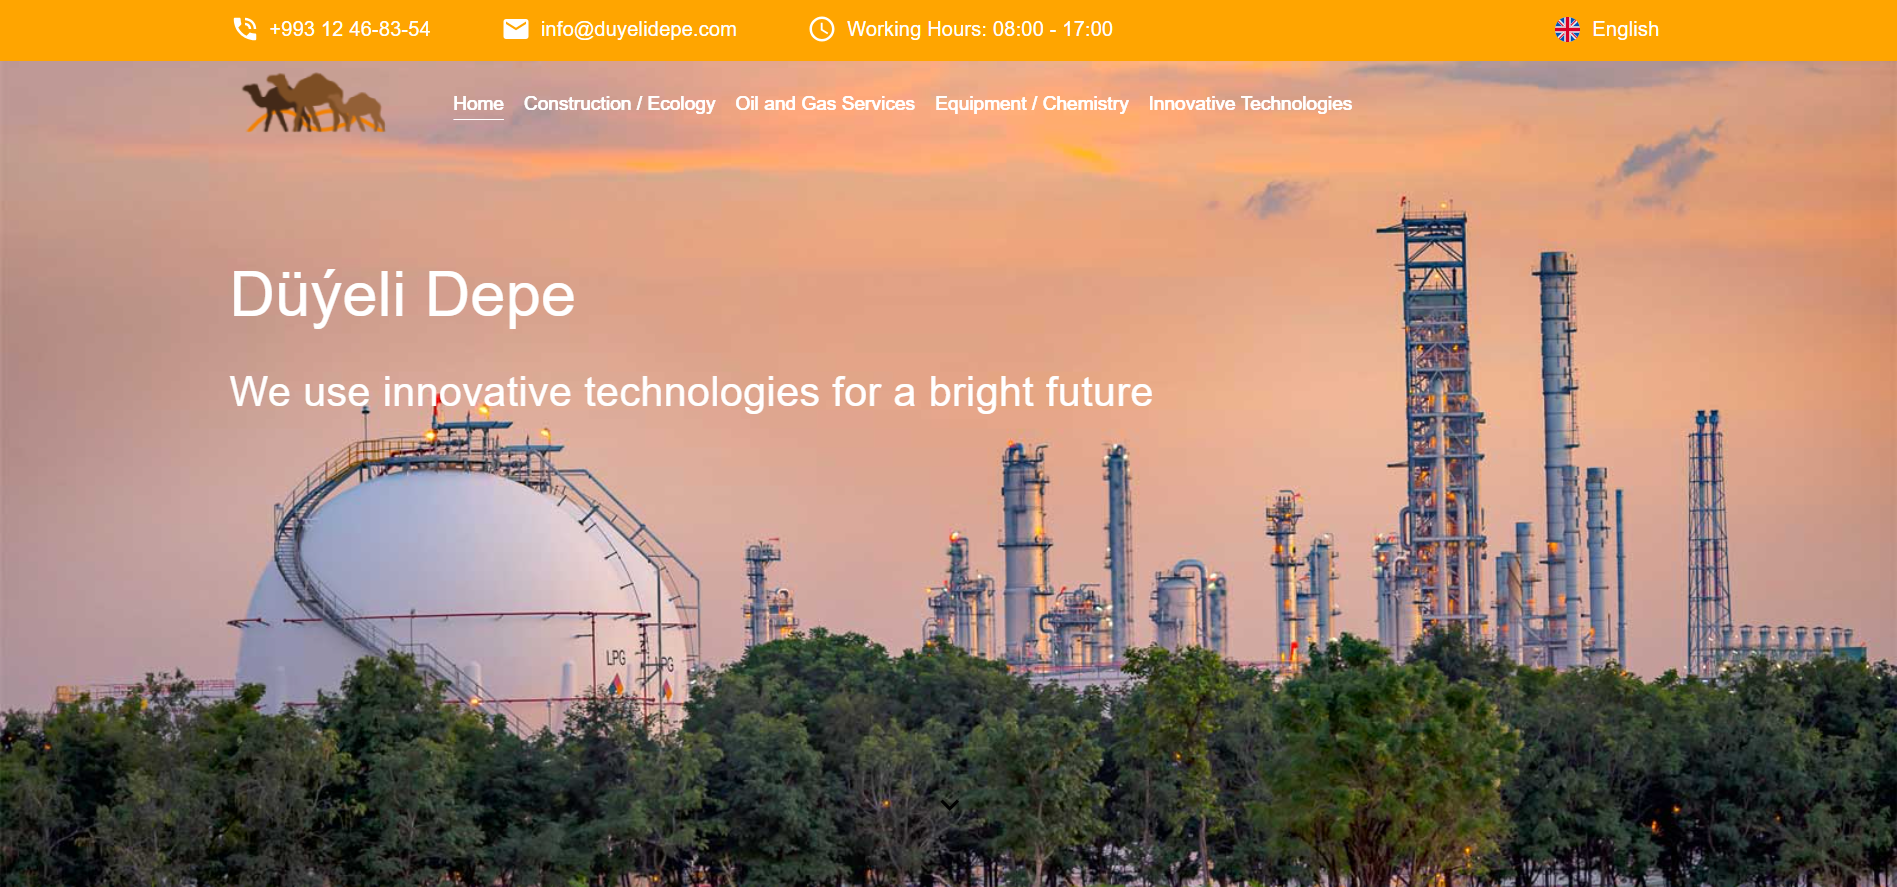 +993 12 46-83-54
info@duyelidepe.com
Working Hours: 08:00 - 17:00
English
Home
Construction / Ecology
Oil and Gas Services
Equipment / Chemistry
Innovative Technologies
Düýeli Depe
We use innovative technologies for a bright future
LPG
PG